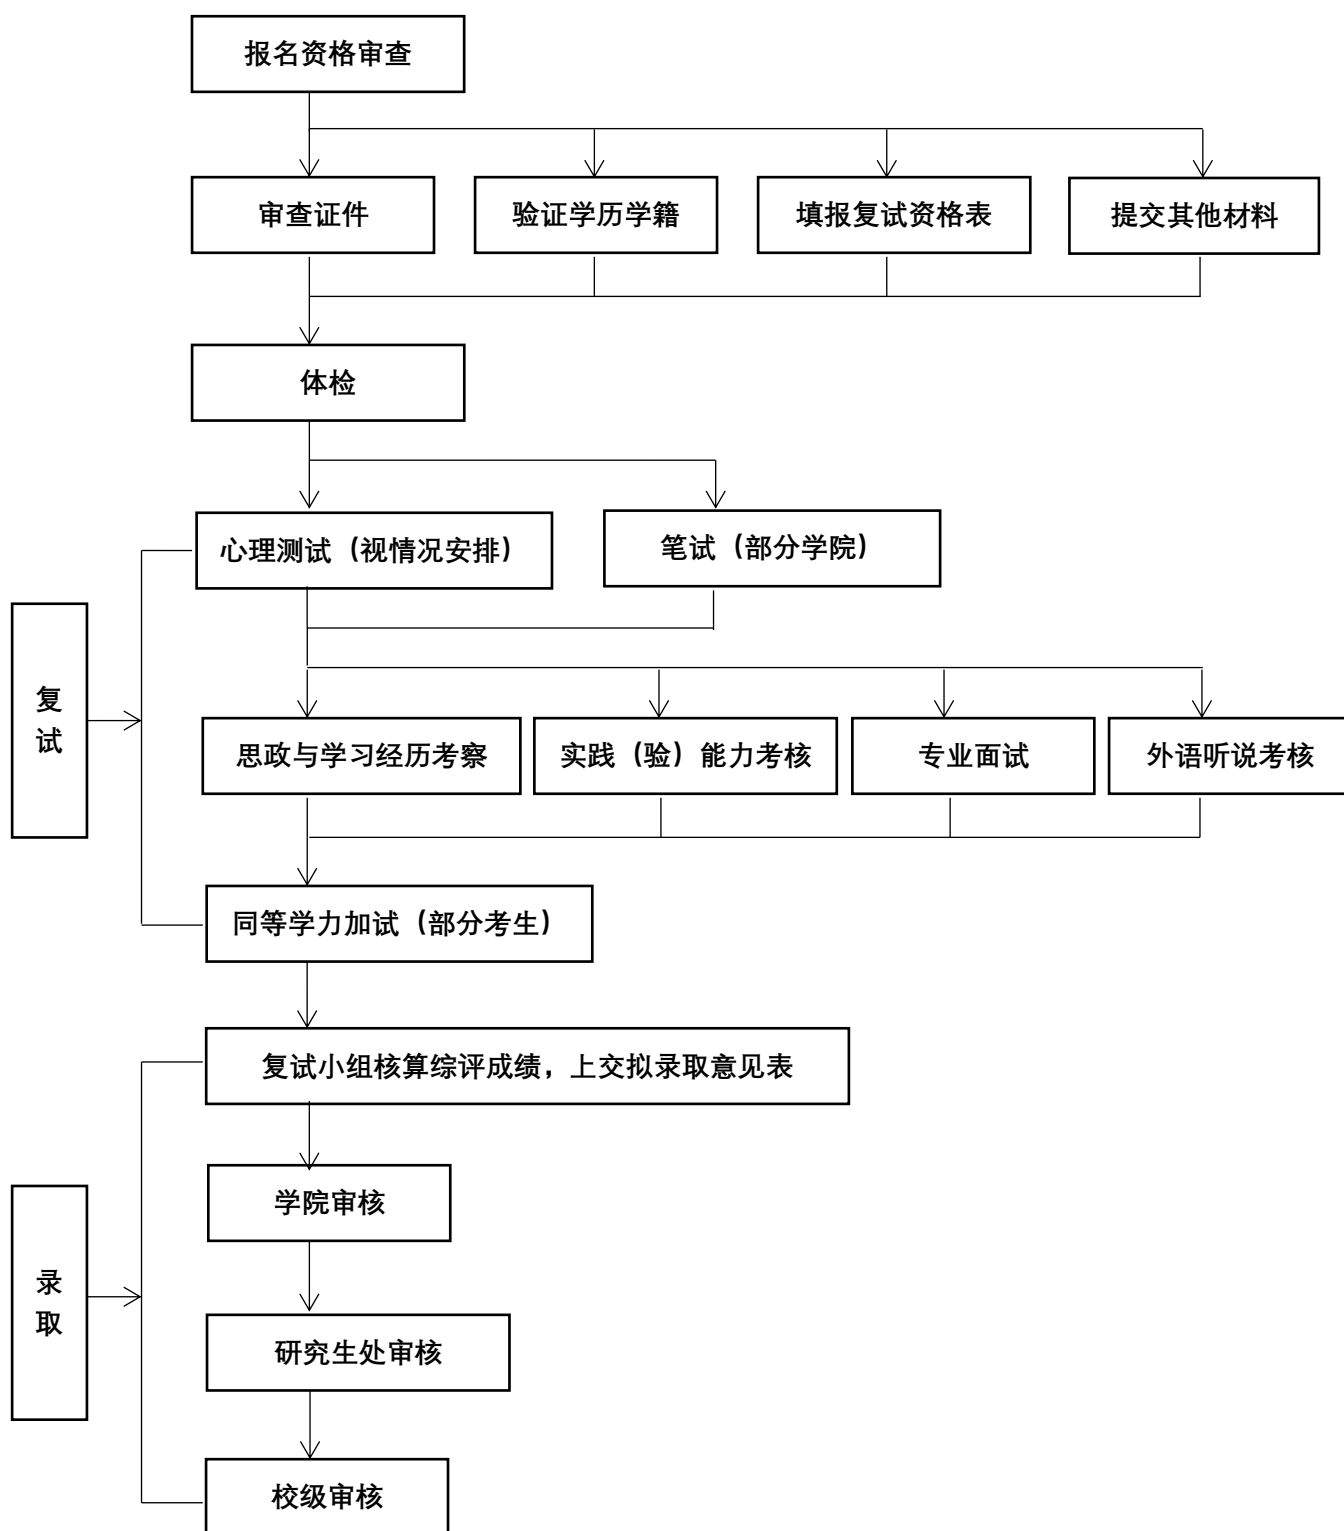 报名资格审查
审查证件
验证学历学籍
填报复试资格表
提交其他材料
体检
心理测试（视情况安排）
笔试（部分学院）
复
试
思政与学习经历考察
实践（验）能力考核
专业面试
外语听说考核
同等学力加试（部分考生）
复试小组核算综评成绩，上交拟录取意见表
学院审核
录
取
研究生处审核
校级审核